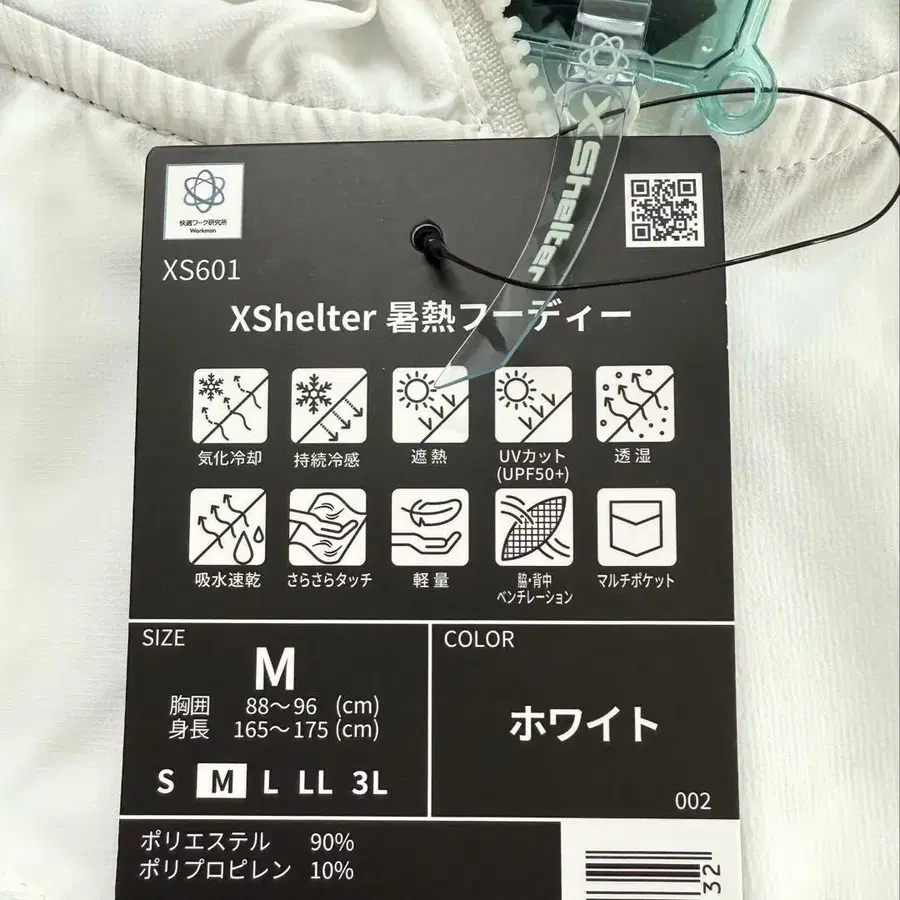 XShelter
快適ワーク研究所
Workman
XS601
XShelter 暑熱フーディー
気化冷却
持続冷感
遮熱
UVカット
(UPF50+)
透湿
吸水速乾
さらさらタッチ
軽量
脇・背中
ベンチレーション
マルチポケット
SIZE
M
胸囲 88～96 (cm)
身長 165～175 (cm)
S M L LL 3L
COLOR
ホワイト
002
ポリエステル 90%
ポリプロピレン 10%
32